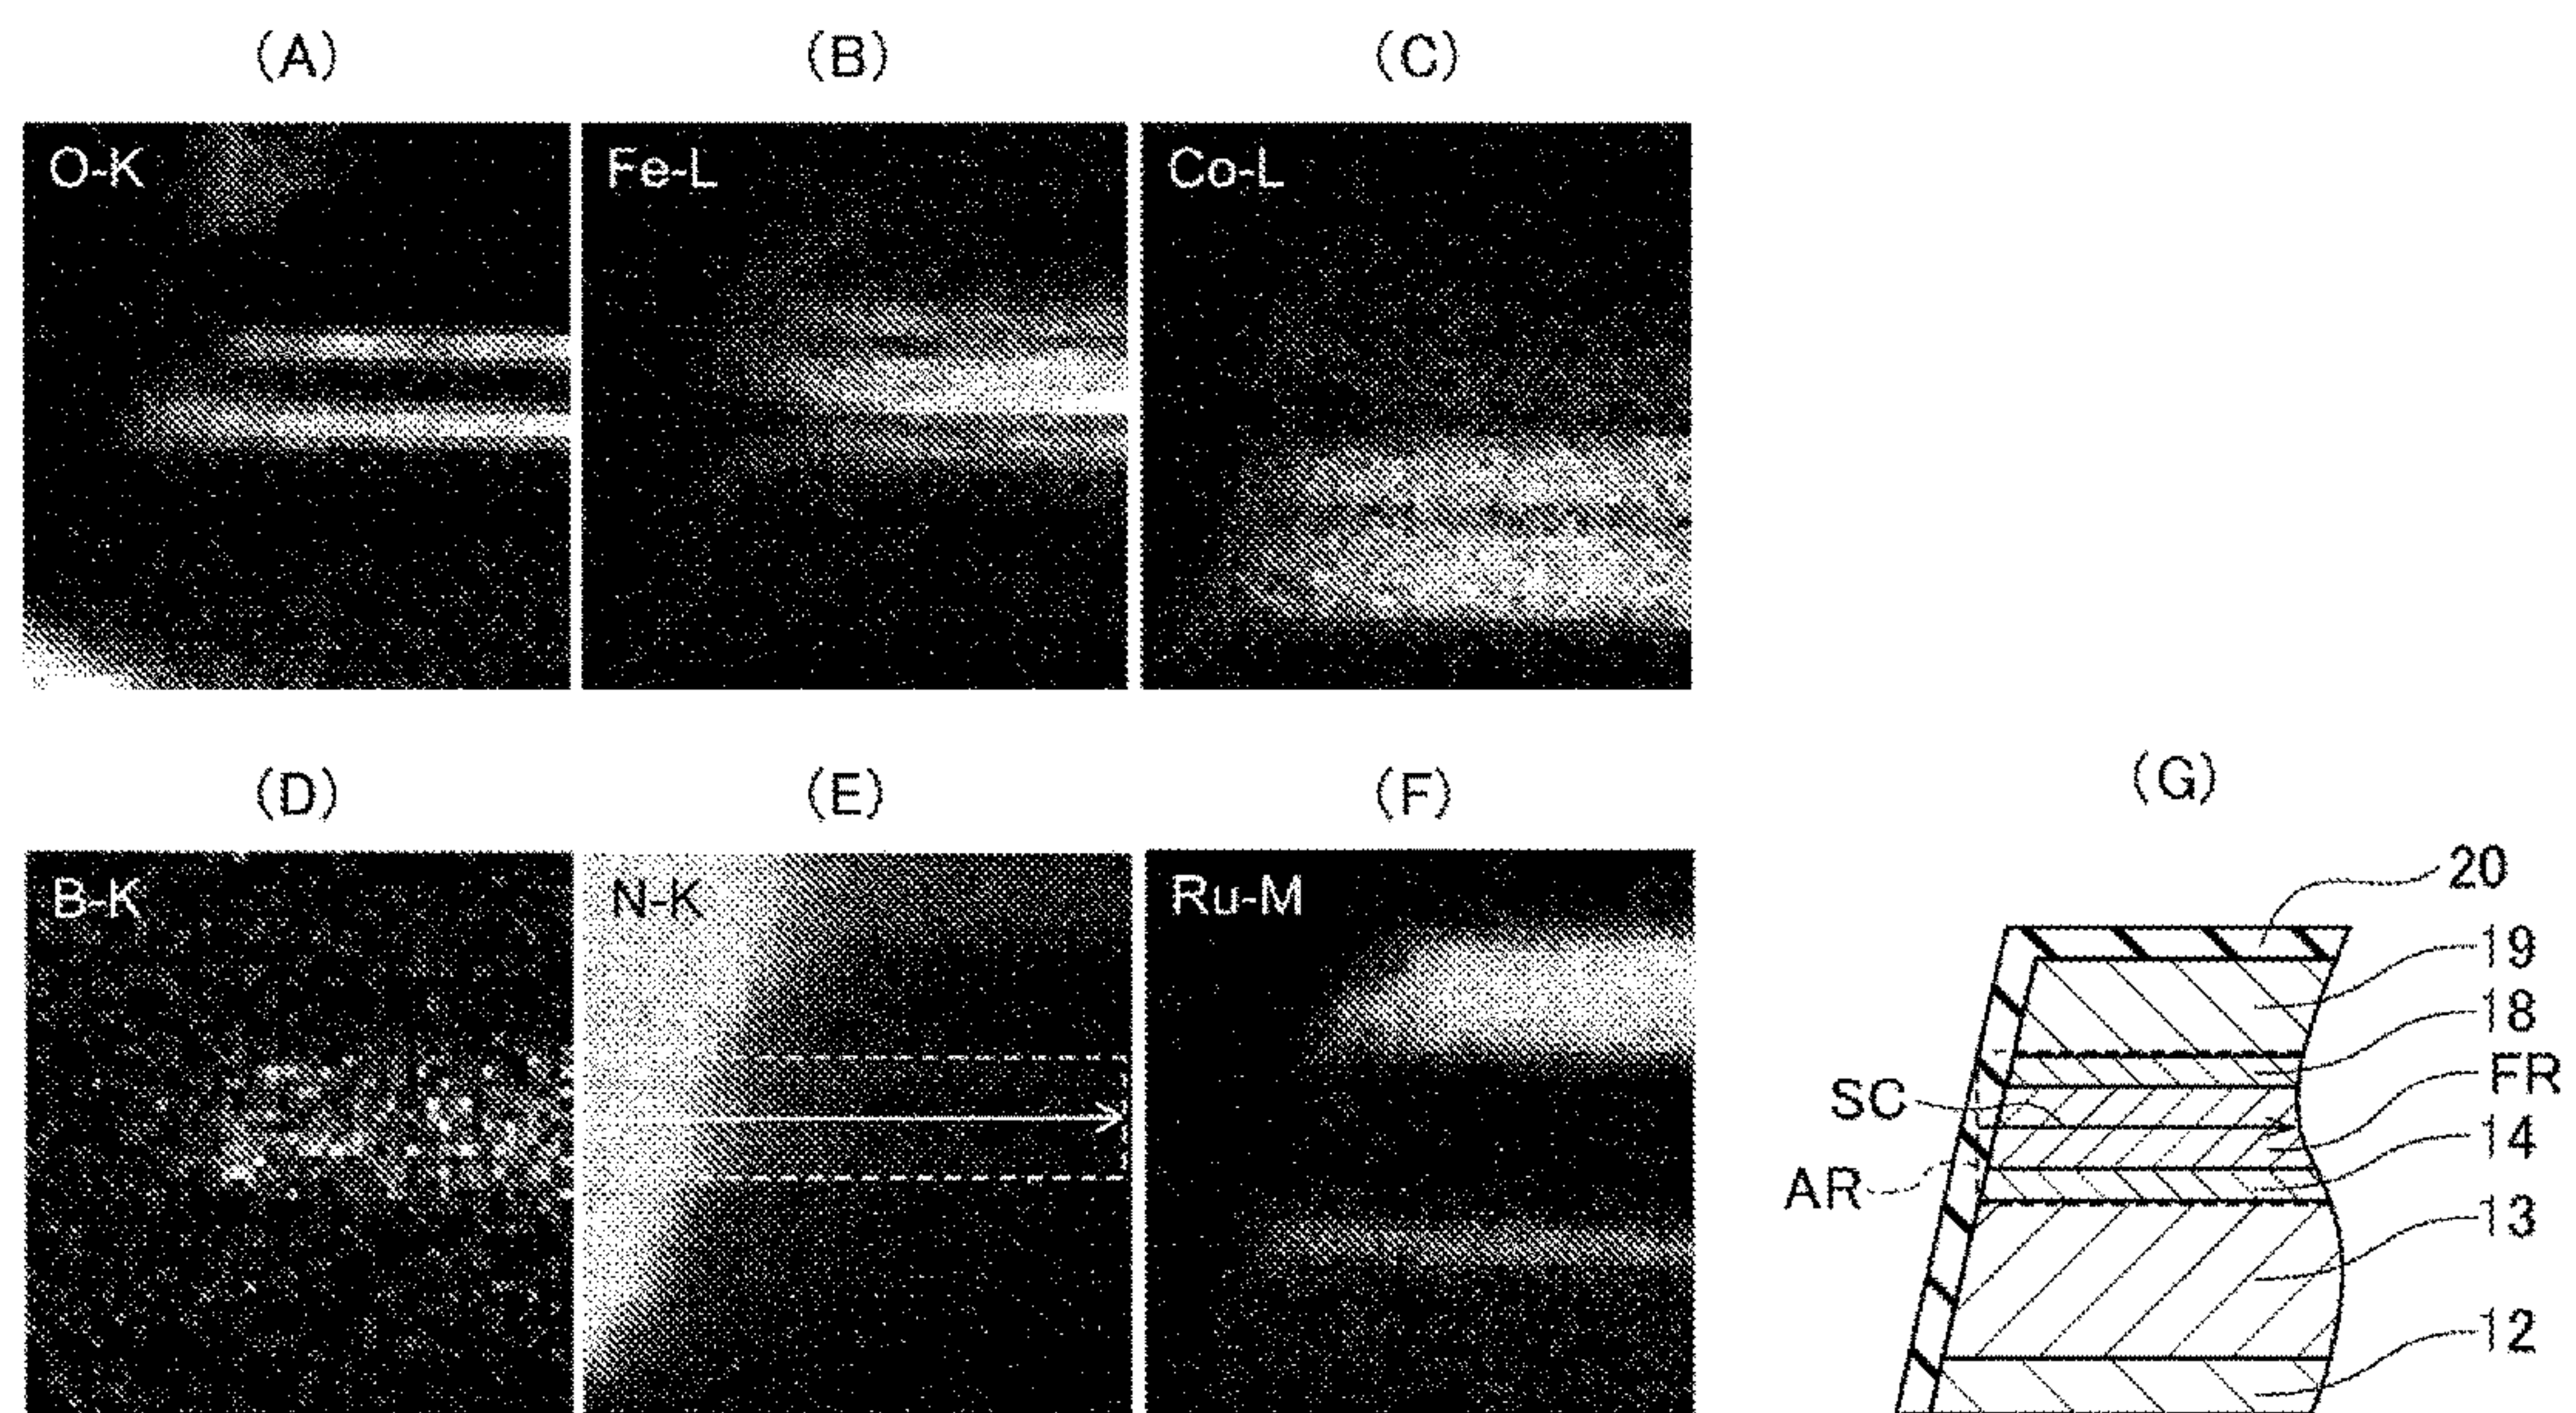 (A) (B) (C)
O-K Fe-L Co-L
(D) (E) (F) (G)
B-K N-K Ru-M
20
19
18
FR
SC
14
AR
13
12